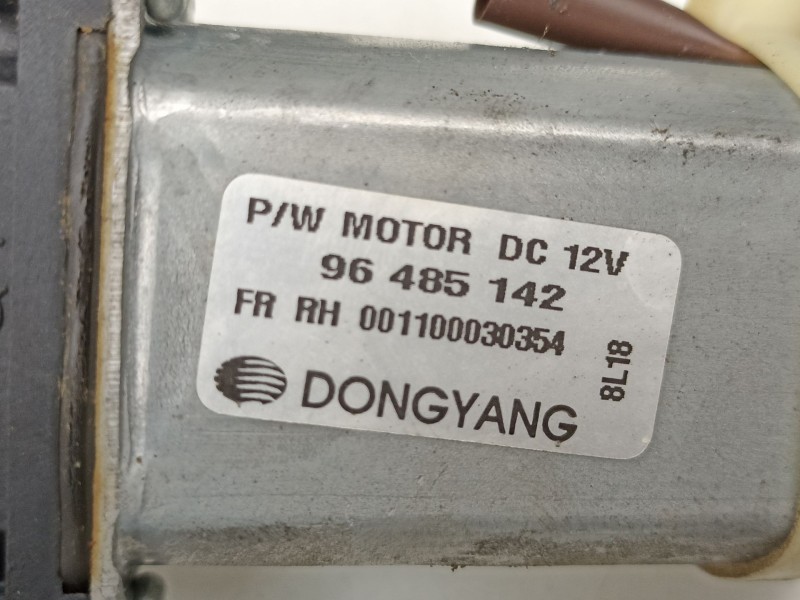 P/W MOTOR DC 12V
96 485 142
FR RH 001100030354
8L18
DONGYANG